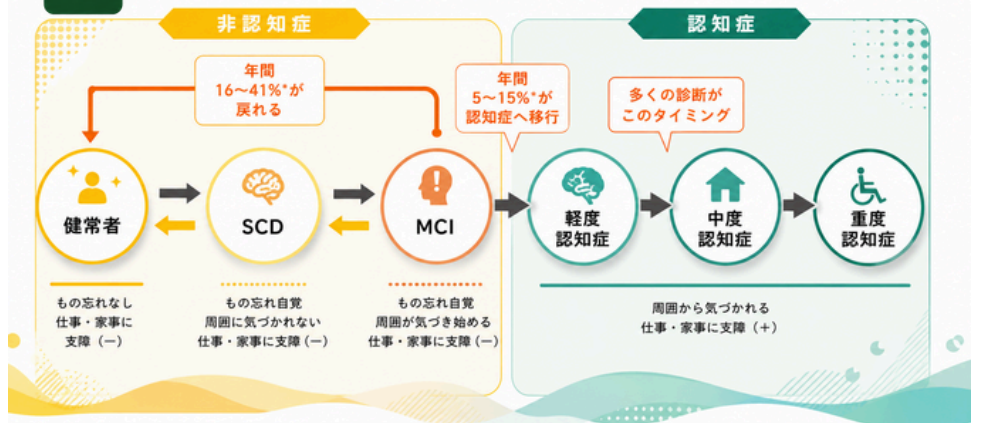 非認知症
認知症
年間
16〜41%*が
戻れる
年間
5〜15%*が
認知症へ移行
多くの診断が
このタイミング
健常者
SCD
MCI
軽度
認知症
中度
認知症
重度
認知症
もの忘れなし
仕事・家事に
支障（ー）
もの忘れ自覚
周囲に気づかれない
仕事・家事に支障（ー）
もの忘れ自覚
周囲が気づき始める
仕事・家事に支障（ー）
周囲から気づかれる
仕事・家事に支障（＋）